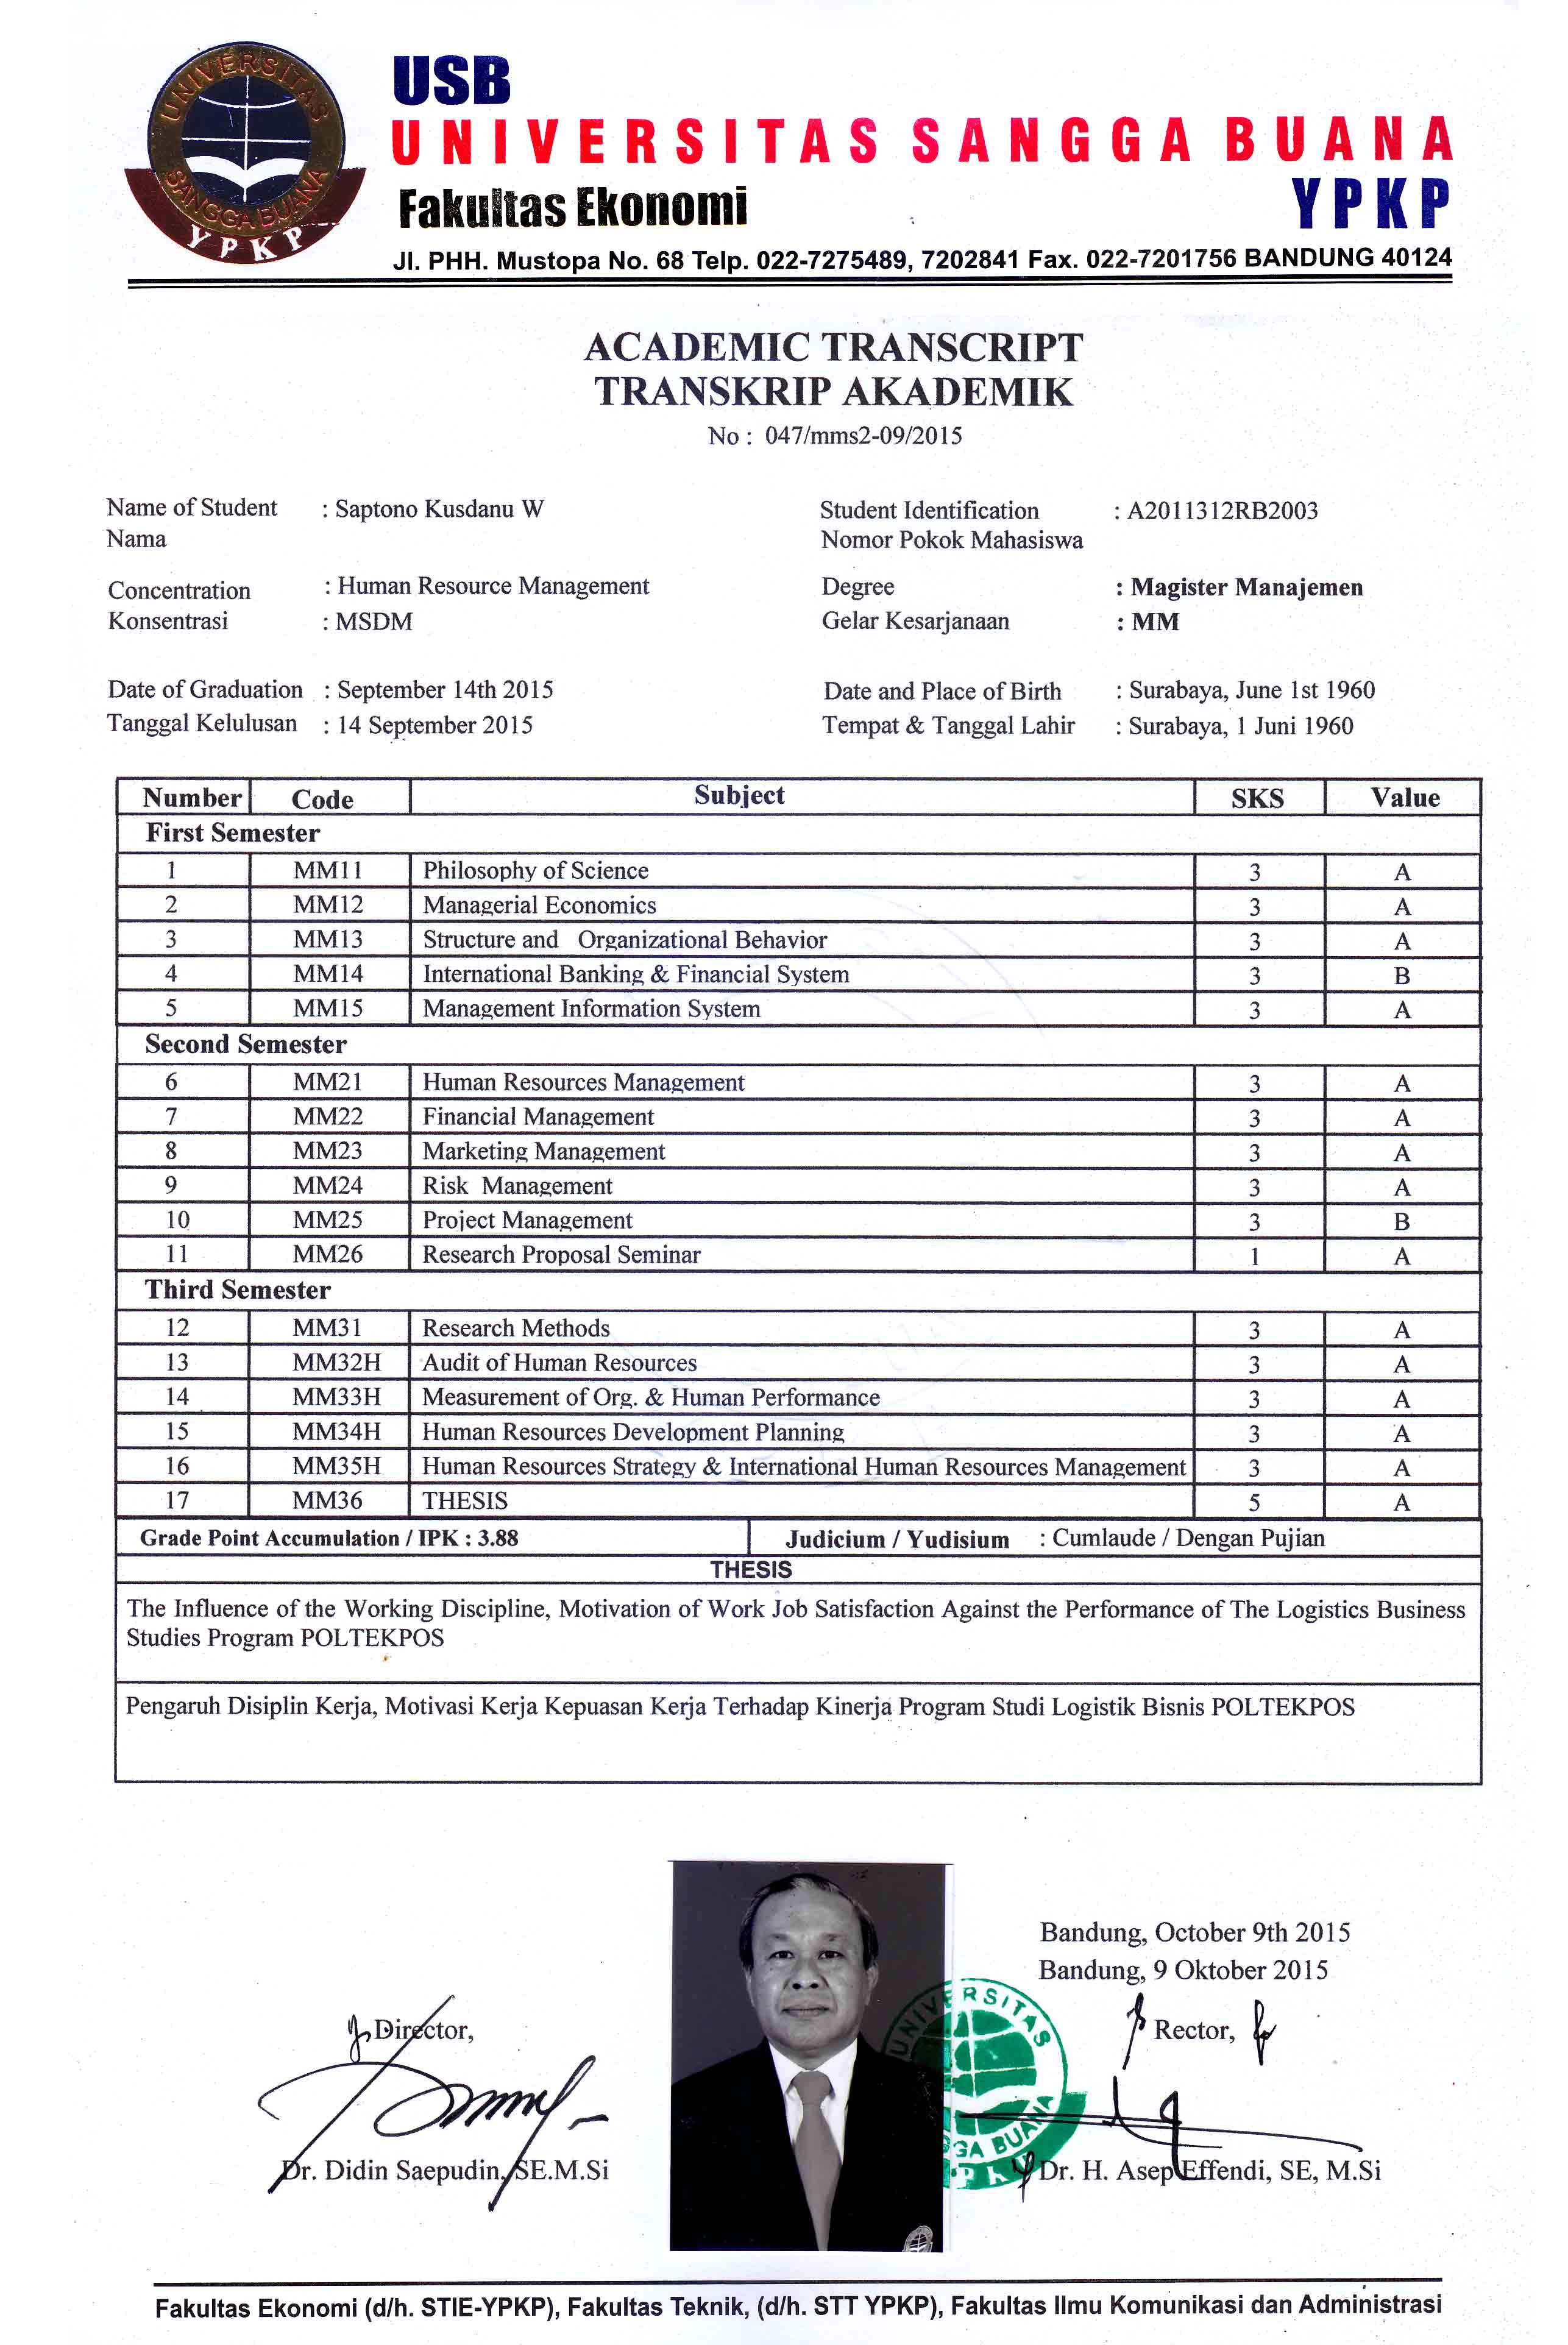 UNIVERSITAS
SANGGA BUANA
YPKP
USB
UNIVERSITAS SANGGA BUANA
Fakultas Ekonomi YPKP
Jl. PHH. Mustopa No. 68 Telp. 022-7275489, 7202841 Fax. 022-7201756 BANDUNG 40124
ACADEMIC TRANSCRIPT
TRANSKRIP AKADEMIK
No : 047/mms2-09/2015
Name of Student : Saptono Kusdanu W Student Identification : A2011312RB2003
Nama Nomor Pokok Mahasiswa
Concentration : Human Resource Management Degree : Magister Manajemen
Konsentrasi : MSDM Gelar Kesarjanaan : MM
Date of Graduation : September 14th 2015 Date and Place of Birth : Surabaya, June 1st 1960
Tanggal Kelulusan : 14 September 2015 Tempat & Tanggal Lahir : Surabaya, 1 Juni 1960
Number Code Subject SKS Value
First Semester
1 MM11 Philosophy of Science 3 A
2 MM12 Managerial Economics 3 A
3 MM13 Structure and Organizational Behavior 3 A
4 MM14 International Banking & Financial System 3 B
5 MM15 Management Information System 3 A
Second Semester
6 MM21 Human Resources Management 3 A
7 MM22 Financial Management 3 A
8 MM23 Marketing Management 3 A
9 MM24 Risk Management 3 A
10 MM25 Project Management 3 B
11 MM26 Research Proposal Seminar 1 A
Third Semester
12 MM31 Research Methods 3 A
13 MM32H Audit of Human Resources 3 A
14 MM33H Measurement of Org. & Human Performance 3 A
15 MM34H Human Resources Development Planning 3 A
16 MM35H Human Resources Strategy & International Human Resources Management 3 A
17 MM36 THESIS 5 A
Grade Point Accumulation / IPK : 3.88 Judicium / Yudisium : Cumlaude / Dengan Pujian
THESIS
The Influence of the Working Discipline, Motivation of Work Job Satisfaction Against the Performance of The Logistics Business
Studies Program POLTEKPOS
Pengaruh Disiplin Kerja, Motivasi Kerja Kepuasan Kerja Terhadap Kinerja Program Studi Logistik Bisnis POLTEKPOS
Bandung, October 9th 2015
Bandung, 9 Oktober 2015
Director, Rector,
UNIVERSITAS
Dr. Didin Saepudin, SE.M.Si Dr. H. Asep Effendi, SE, M.Si
Fakultas Ekonomi (d/h. STIE-YPKP), Fakultas Teknik, (d/h. STT YPKP), Fakultas Ilmu Komunikasi dan Administrasi